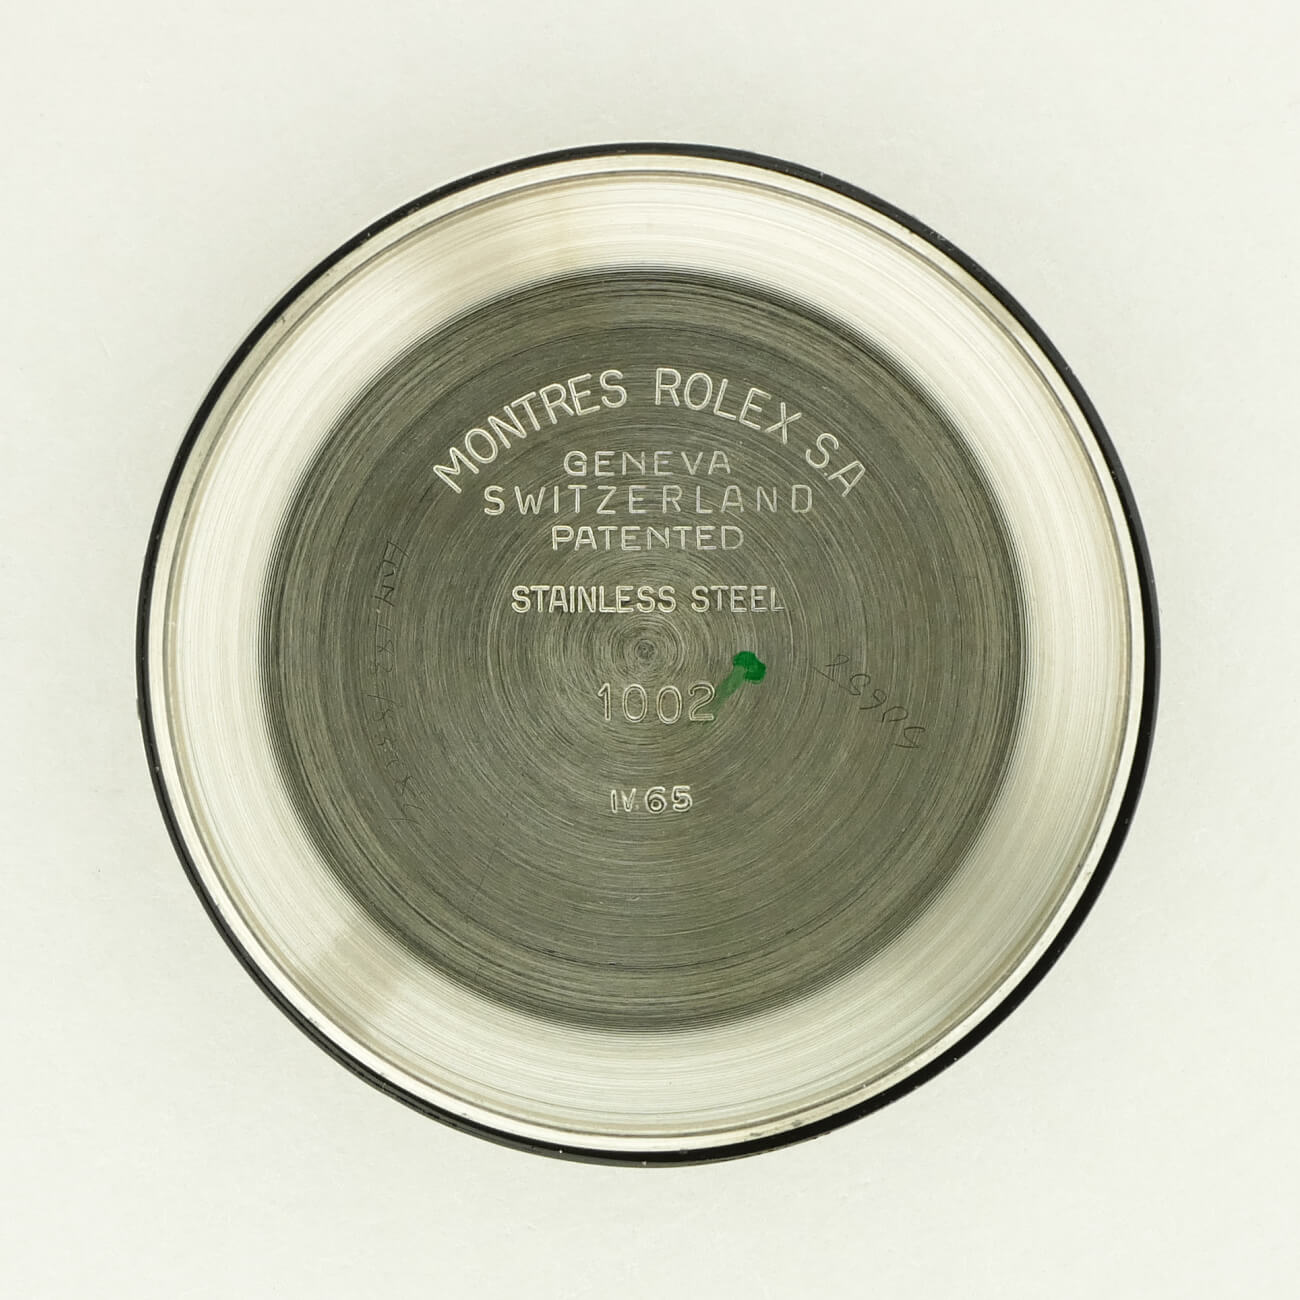 MONTRES ROLEX S.A
GENEVA
SWITZERLAND
PATENTED
STAINLESS STEEL
1002
IV.65